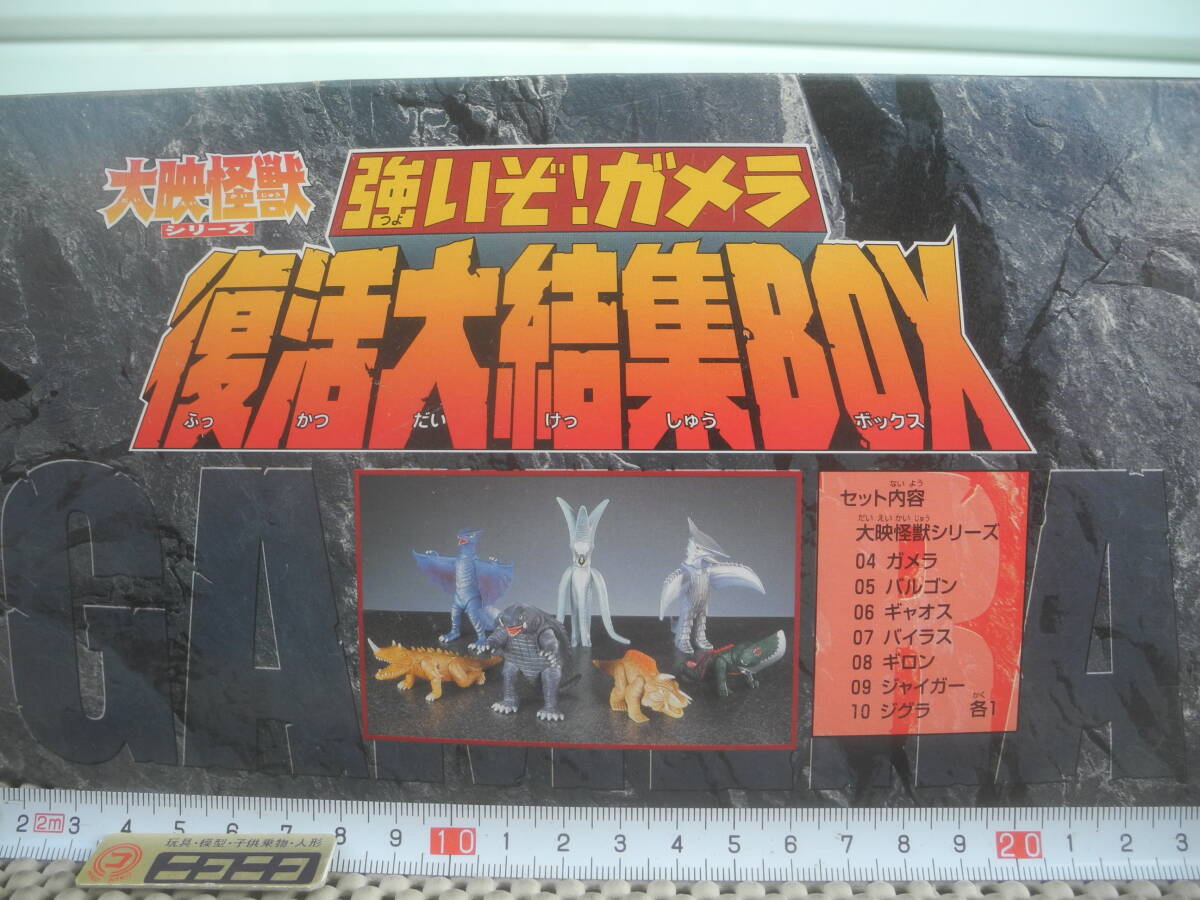 大映怪獣
シリーズ
強いぞ!ガメラ
つよ
復活大結集BOX
ふっ かつ だい けっ しゅう ボックス
GAMERA
ないよう
セット内容
だいえいかいじゅう
大映怪獣シリーズ
04 ガメラ
05 バルゴン
06 ギャオス
07 バイラス
08 ギロン
09 ジャイガー
10 ジグラ 各1
かく
2 2m 3 4 5 6 7 8 9 10 1 2 3 4 5 6 7 8 9 20 1 2 3
玩具・模型・子供乗物・人形